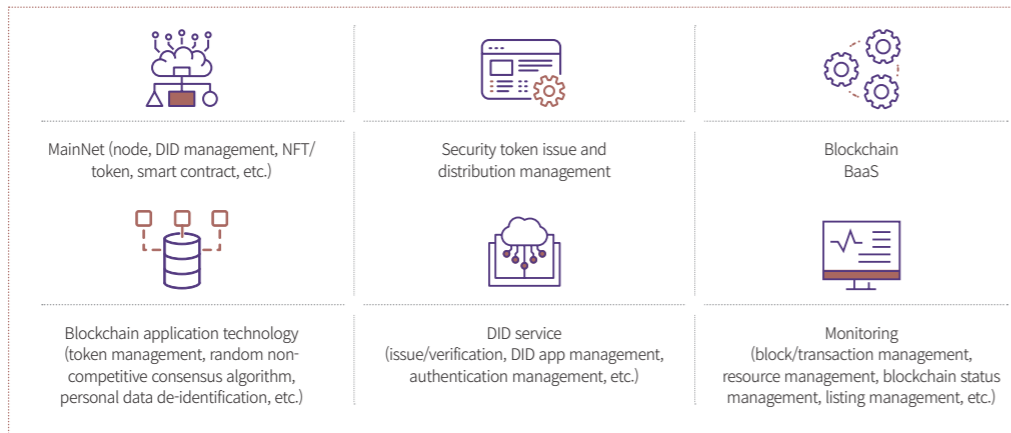 MainNet (node, DID management, NFT/
token, smart contract, etc.)
Security token issue and
distribution management
Blockchain
BaaS
Blockchain application technology
(token management, random non-
competitive consensus algorithm,
personal data de-identification, etc.)
DID service
(issue/verification, DID app management,
authentication management, etc.)
Monitoring
(block/transaction management,
resource management, blockchain status
management, listing management, etc.)